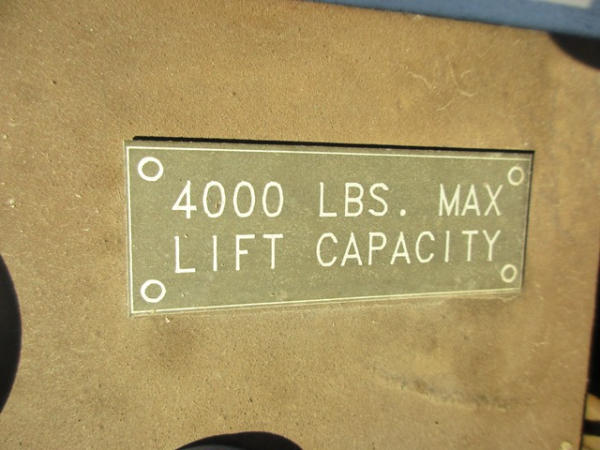 4000 LBS. MAX
LIFT CAPACITY